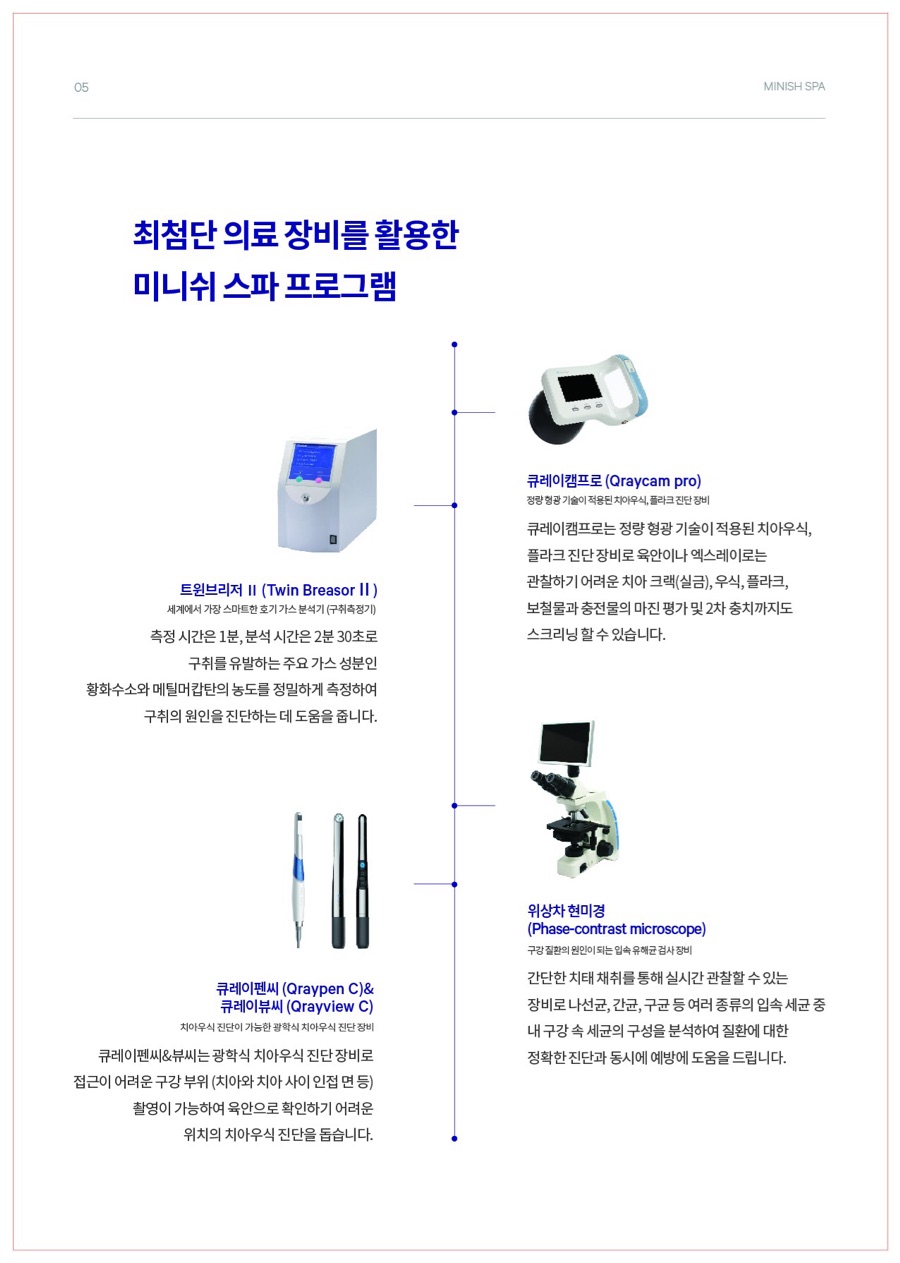 05
MINISH SPA
최첨단 의료 장비를 활용한
미니쉬 스파 프로그램
큐레이캠프로 (Qraycam pro)
정량 형광 기술이 적용된 치아우식, 플라크 진단 장비
큐레이캠프로는 정량 형광 기술이 적용된 치아우식,
플라크 진단 장비로 육안이나 엑스레이로는
관찰하기 어려운 치아 크랙(실금), 우식, 플라크,
보철물과 충전물의 마진 평가 및 2차 충치까지도
스크리닝 할 수 있습니다.
트윈브리저 II (Twin Breasor II)
세계에서 가장 스마트한 호기 가스 분석기 (구취측정기)
측정 시간은 1분, 분석 시간은 2분 30초로
구취를 유발하는 주요 가스 성분인
황화수소와 메틸머캅탄의 농도를 정밀하게 측정하여
구취의 원인을 진단하는 데 도움을 줍니다.
위상차 현미경
(Phase-contrast microscope)
구강 질환의 원인이 되는 입속 유해균 검사 장비
간단한 치태 채취를 통해 실시간 관찰할 수 있는
장비로 나선균, 간균, 구균 등 여러 종류의 입속 세균 중
내 구강 속 세균의 구성을 분석하여 질환에 대한
정확한 진단과 동시에 예방에 도움을 드립니다.
큐레이펜씨 (Qraypen C)&
큐레이뷰씨 (Qrayview C)
치아우식 진단이 가능한 광학식 치아우식 진단 장비
큐레이펜씨&뷰씨는 광학식 치아우식 진단 장비로
접근이 어려운 구강 부위 (치아와 치아 사이 인접 면 등)
촬영이 가능하여 육안으로 확인하기 어려운
위치의 치아우식 진단을 돕습니다.